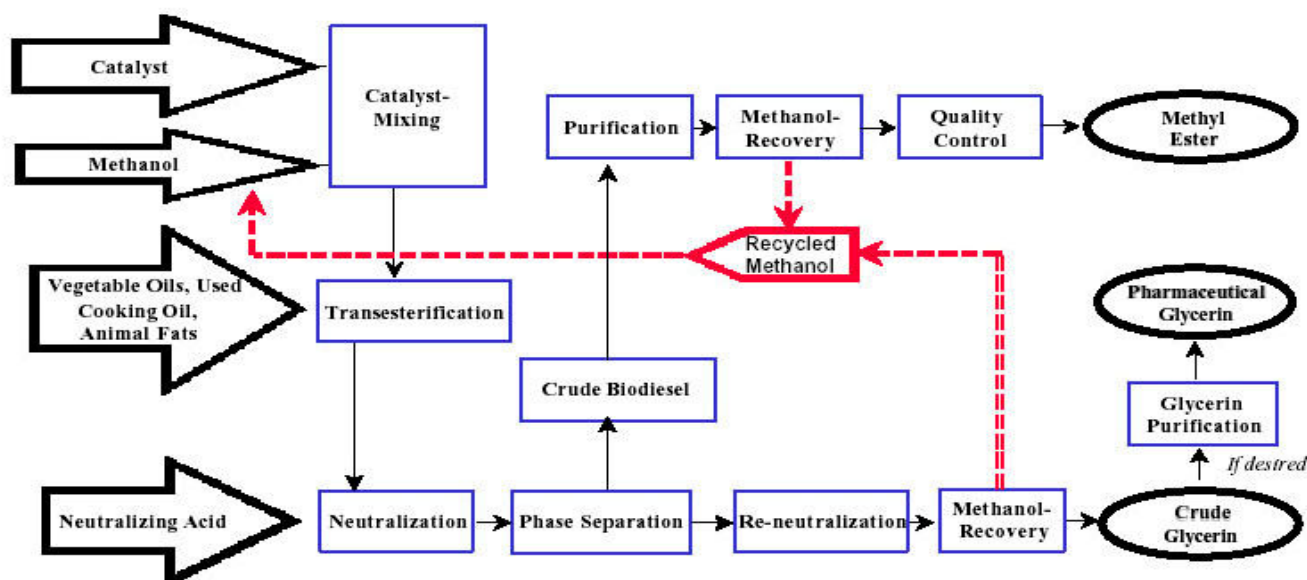 Catalyst
Catalyst-
Mixing
Methanol
Purification
Methanol-
Recovery
Quality
Control
Methyl
Ester
Recycled
Methanol
Vegetable Oils, Used
Cooking Oil,
Animal Fats
Transesterification
Pharmaceutical
Glycerin
Crude Biodiesel
Glycerin
Purification
If destred
Neutralizing Acid
Neutralization
Phase Separation
Re-neutralization
Methanol-
Recovery
Crude
Glycerin